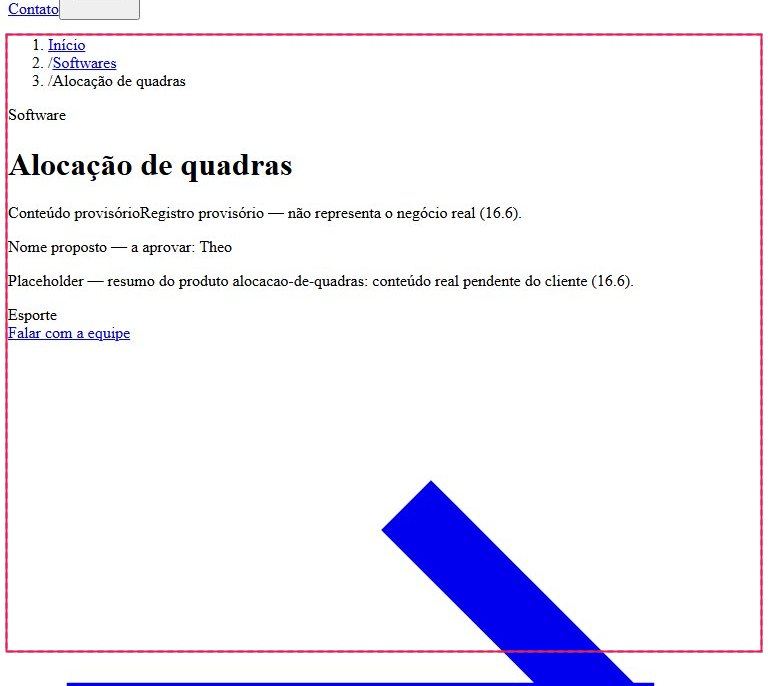 Contato
1. Início
2. /Softwares
3. /Alocação de quadras
Software
Alocação de quadras
Conteúdo provisórioRegistro provisório — não representa o negócio real (16.6).
Nome proposto — a aprovar: Theo
Placeholder — resumo do produto alocacao-de-quadras: conteúdo real pendente do cliente (16.6).
Esporte
Falar com a equipe